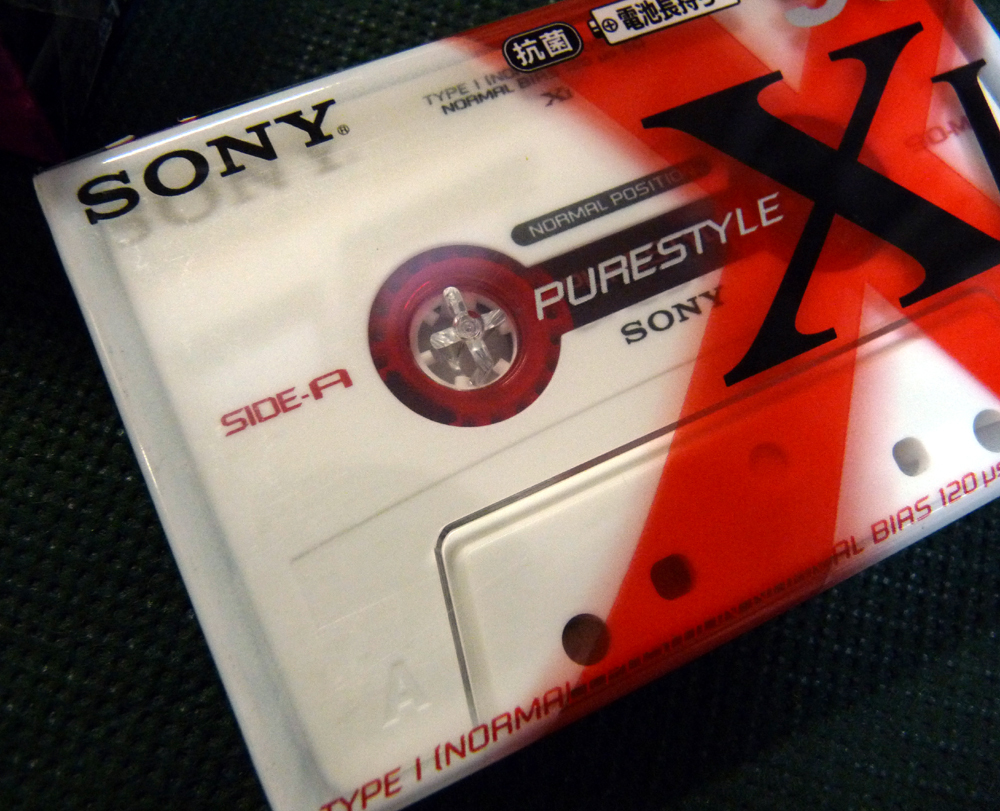 抗菌
電池長持ち
SONY®
TYPE I
NORMAL BIAS
NORMAL POSITION
PURESTYLE
SONY
SIDE-A
A
TYPE I (NORMAL
AL BIAS 120 µs